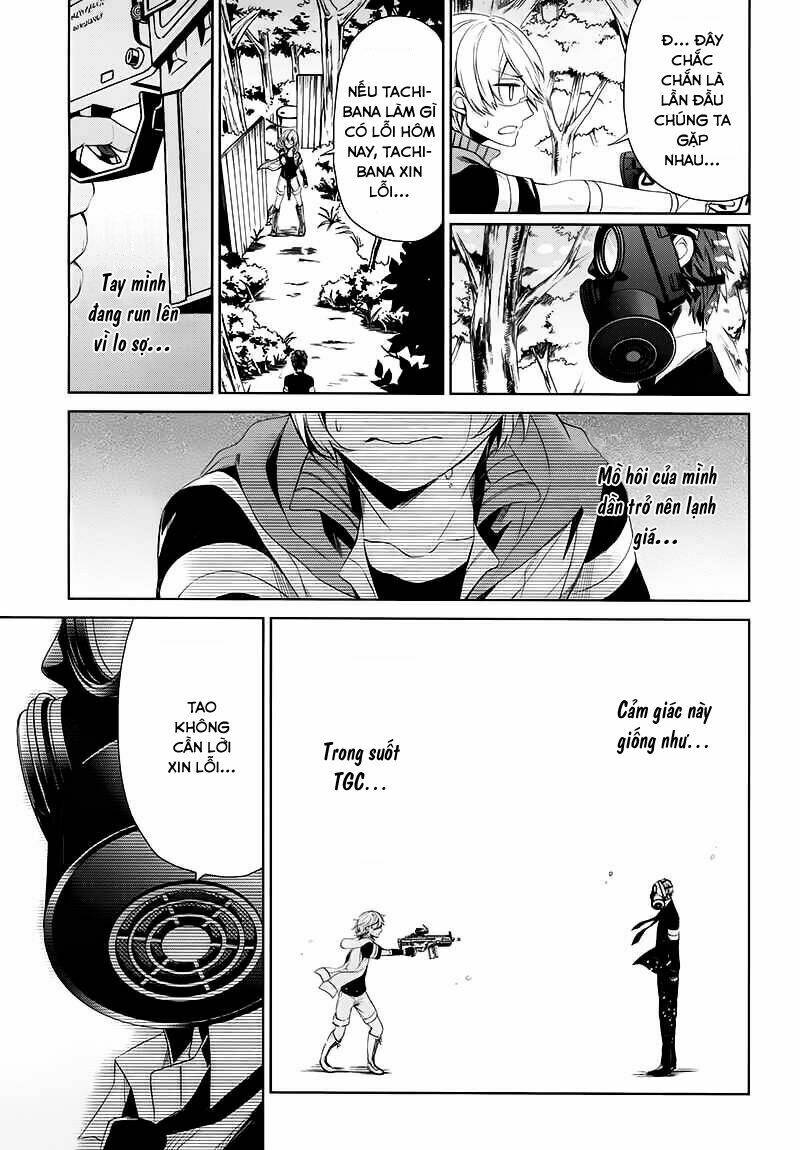 Đ... ĐÂY
CHẮC
CHẮN LÀ
LẦN ĐẦU
CHÚNG TA
GẶP
NHAU...
NẾU TACHI-
BANA LÀM GÌ
CÓ LỖI HÔM
NAY, TACHI-
BANA XIN
LỖI...
Tay mình
đang run lên
vì lo sợ...
Mồ hôi của mình
dần trở nên lạnh
giá...
Cảm giác này
giống như...
Trong suốt
TGC...
TAO
KHÔNG
CẦN LỜI
XIN LỖI...